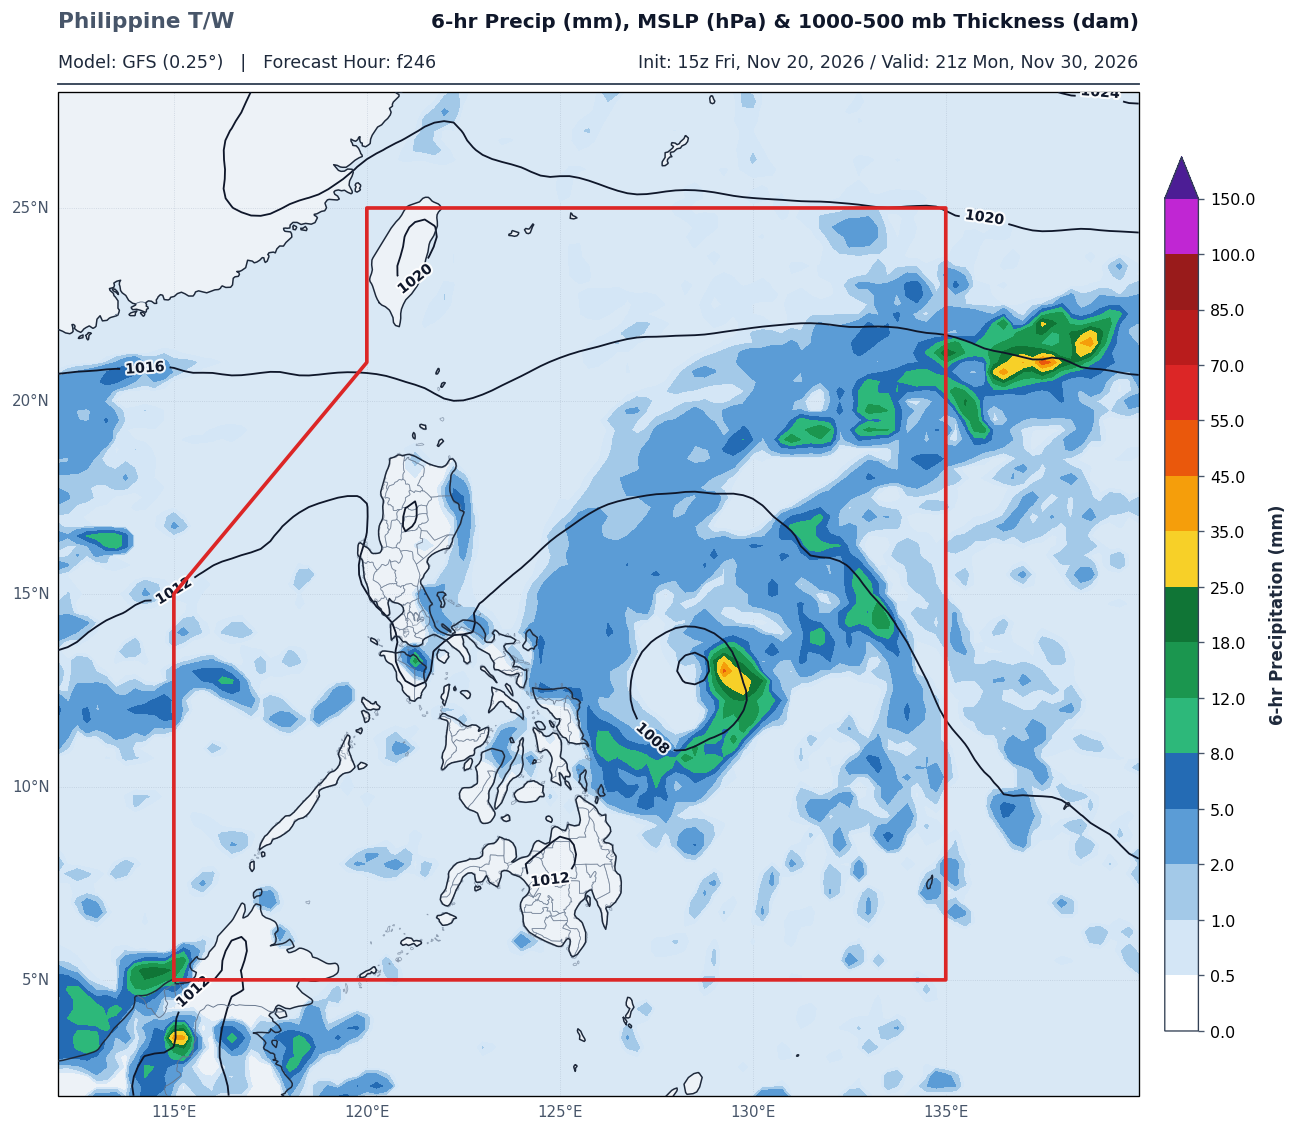 Philippine T/W
6-hr Precip (mm), MSLP (hPa) & 1000-500 mb Thickness (dam)
Model: GFS (0.25°) | Forecast Hour: f246
Init: 15z Fri, Nov 20, 2026 / Valid: 21z Mon, Nov 30, 2026
1024
1020
1020
1016
1012
1008
1012
1012
25°N
20°N
15°N
10°N
5°N
115°E
120°E
125°E
130°E
135°E
150.0
100.0
85.0
70.0
55.0
45.0
35.0
25.0
18.0
12.0
8.0
5.0
2.0
1.0
0.5
0.0
6-hr Precipitation (mm)